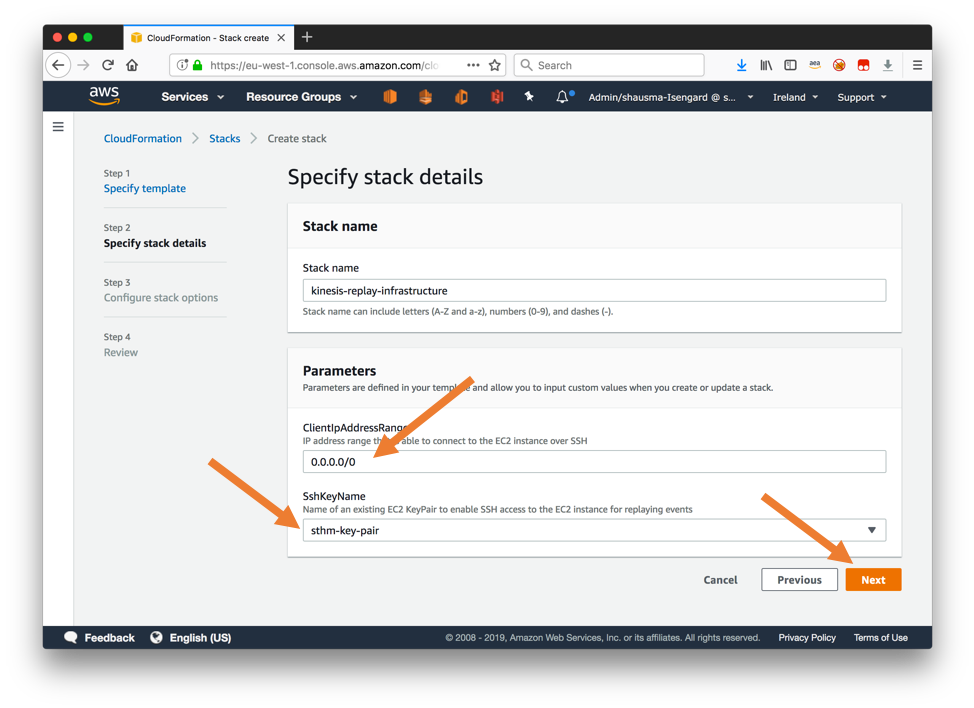 CloudFormation - Stack create
https://eu-west-1.console.aws.amazon.com/clo
Search
aws
Services
Resource Groups
Admin/shausma-Isengard @ s...
Ireland
Support
CloudFormation
Stacks
Create stack
Step 1
Specify template
Step 2
Specify stack details
Step 3
Configure stack options
Step 4
Review
Specify stack details
Stack name
Stack name
kinesis-replay-infrastructure
Stack name can include letters (A-Z and a-z), numbers (0-9), and dashes (-).
Parameters
Parameters are defined in your template and allow you to input custom values when you create or update a stack.
ClientIpAddressRange
IP address range able to connect to the EC2 instance over SSH
0.0.0.0/0
SshKeyName
Name of an existing EC2 KeyPair to enable SSH access to the EC2 instance for replaying events
sthm-key-pair
Cancel
Previous
Next
Feedback
English (US)
© 2008 - 2019, Amazon Web Services, Inc. or its affiliates. All rights reserved.
Privacy Policy
Terms of Use